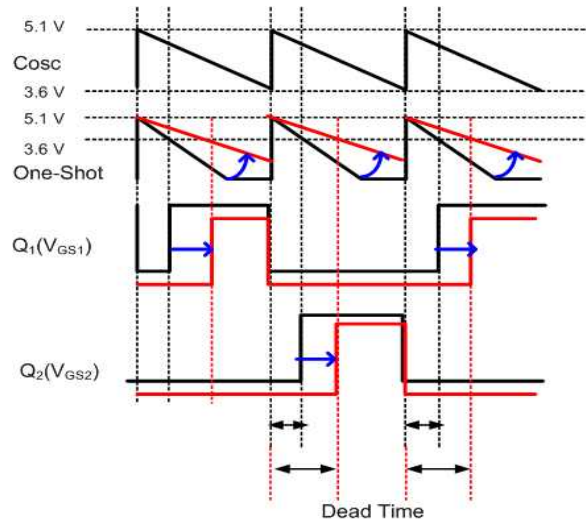 5.1 V
Cosc
3.6 V
5.1 V
3.6 V
One-Shot
Q1(VGS1)
Q2(VGS2)
Dead Time